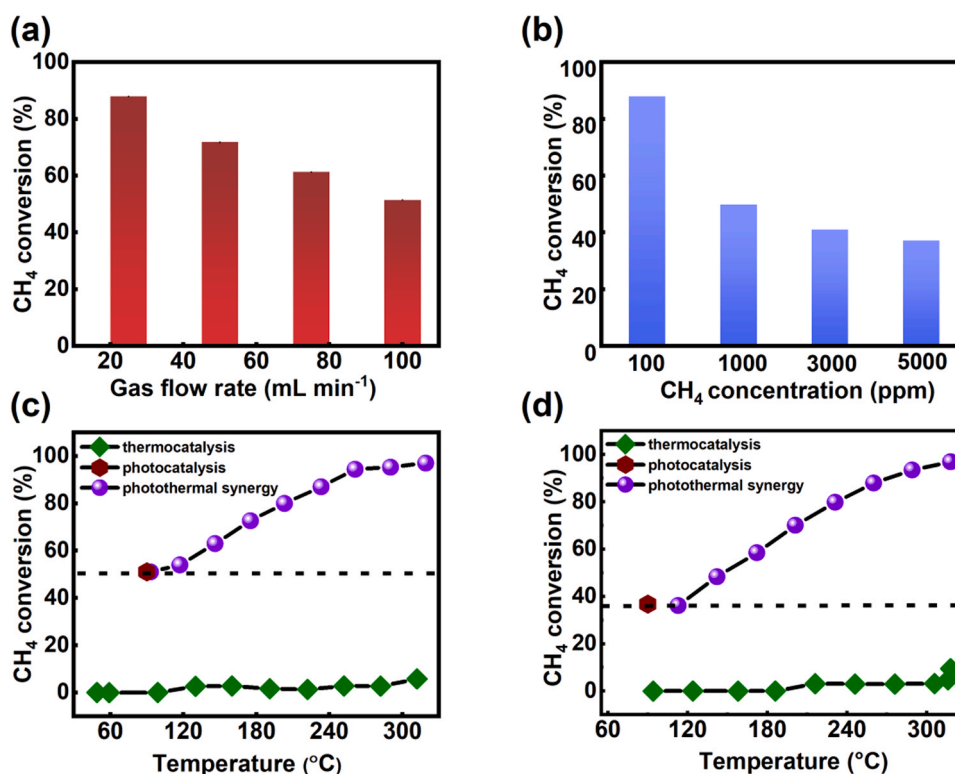 (a)
CH₄ conversion (%)
100
80
60
40
20
0
20 40 60 80 100
Gas flow rate (mL min⁻¹)
(b)
CH₄ conversion (%)
100
80
60
40
20
0
100 1000 3000 5000
CH₄ concentration (ppm)
(c)
CH₄ conversion (%)
100
80
60
40
20
0
thermocatalysis
photocatalysis
photothermal synergy
60 120 180 240 300
Temperature (°C)
(d)
CH₄ conversion (%)
100
80
60
40
20
0
thermocatalysis
photocatalysis
photothermal synergy
60 120 180 240 300
Temperature (°C)